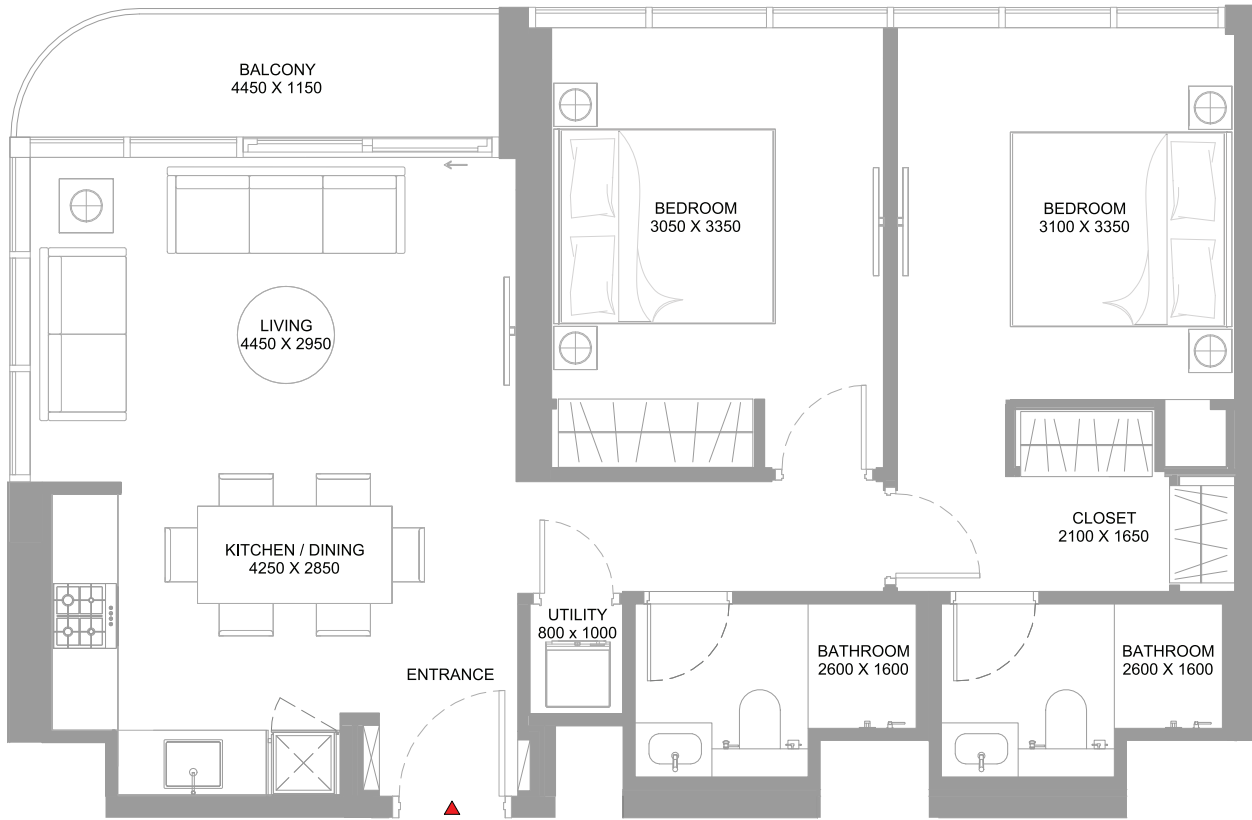 BALCONY
4450 X 1150
BEDROOM
3050 X 3350
BEDROOM
3100 X 3350
LIVING
4450 X 2950
KITCHEN / DINING
4250 X 2850
CLOSET
2100 X 1650
UTILITY
800 x 1000
BATHROOM
2600 X 1600
BATHROOM
2600 X 1600
ENTRANCE